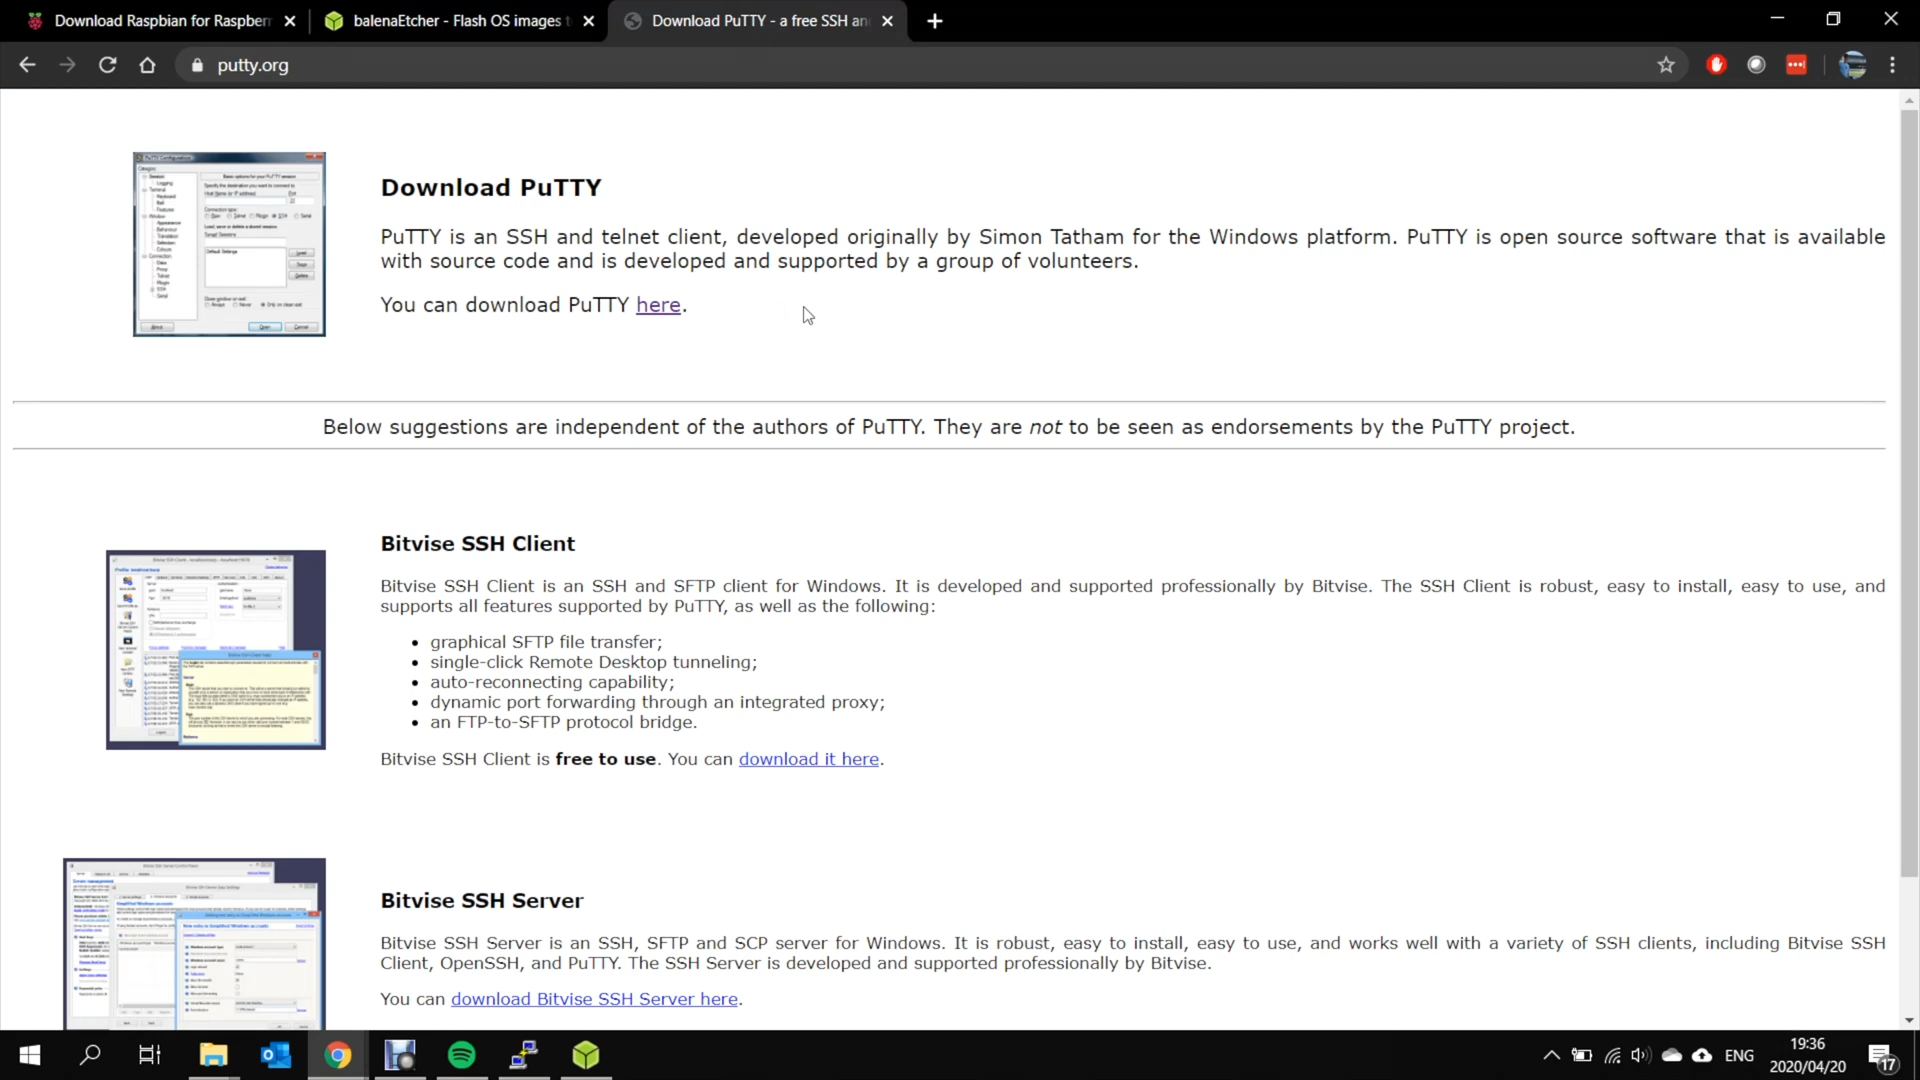 Download Raspbian for Raspberr
balenaEtcher - Flash OS images t
Download PuTTY - a free SSH an
putty.org
Download PuTTY
PuTTY is an SSH and telnet client, developed originally by Simon Tatham for the Windows platform. PuTTY is open source software that is available
with source code and is developed and supported by a group of volunteers.
You can download PuTTY here.
Below suggestions are independent of the authors of PuTTY. They are not to be seen as endorsements by the PuTTY project.
Bitvise SSH Client
Bitvise SSH Client is an SSH and SFTP client for Windows. It is developed and supported professionally by Bitvise. The SSH Client is robust, easy to install, easy to use, and
supports all features supported by PuTTY, as well as the following:
graphical SFTP file transfer;
single-click Remote Desktop tunneling;
auto-reconnecting capability;
dynamic port forwarding through an integrated proxy;
an FTP-to-SFTP protocol bridge.
Bitvise SSH Client is free to use. You can download it here.
Bitvise SSH Server
Bitvise SSH Server is an SSH, SFTP and SCP server for Windows. It is robust, easy to install, easy to use, and works well with a variety of SSH clients, including Bitvise SSH
Client, OpenSSH, and PuTTY. The SSH Server is developed and supported professionally by Bitvise.
You can download Bitvise SSH Server here.
ENG
19:36
2020/04/20
17